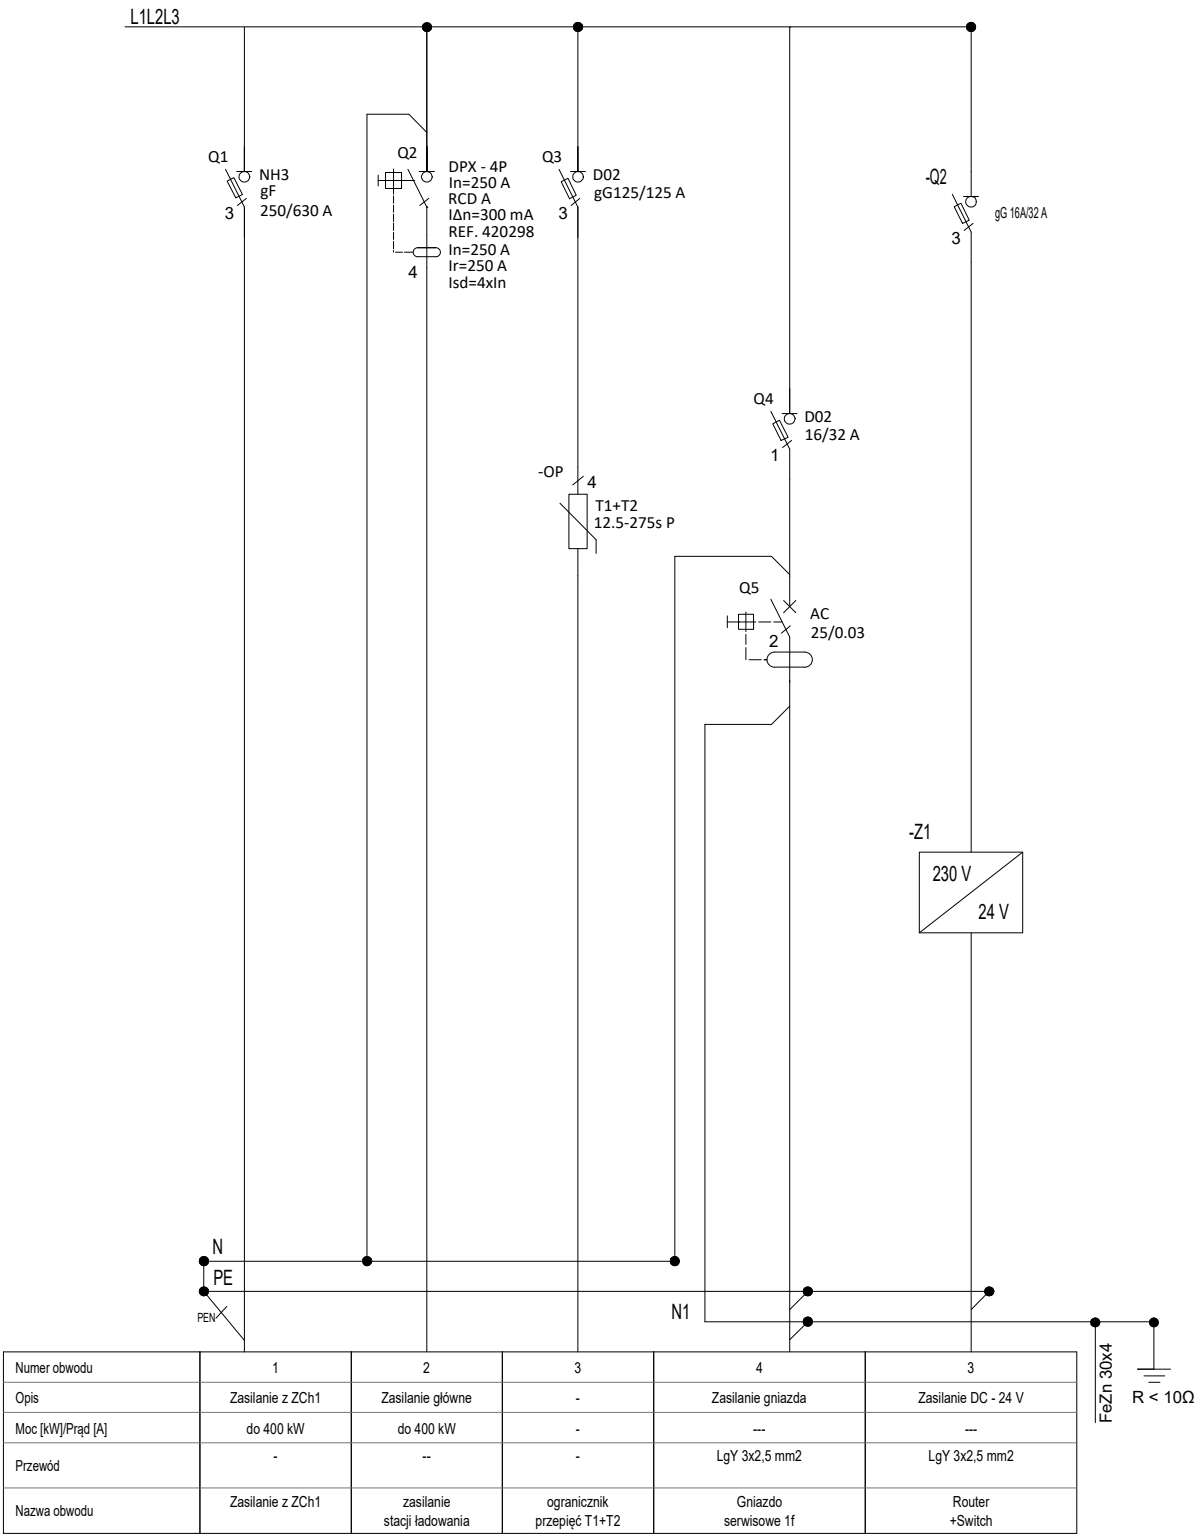 L1L2L3
Q1
NH3
gF
250/630 A
3
Q2
DPX - 4P
In=250 A
RCD A
IΔn=300 mA
REF. 420298
In=250 A
Ir=250 A
Isd=4xIn
4
Q3
D02
gG125/125 A
3
-Q2
gG 16A/32 A
3
Q4
D02
16/32 A
1
-OP
4
T1+T2
12.5-275s P
Q5
AC
25/0.03
2
-Z1
230 V
24 V
N
PE
PEN
N1
FeZn 30x4
R < 10Ω
Numer obwodu 1 2 3 4 3
Opis Zasilanie z ZCh1 Zasilanie główne - Zasilanie gniazda Zasilanie DC - 24 V
Moc [kW]/Prąd [A] do 400 kW do 400 kW - --- ---
Przewód - -- - LgY 3x2,5 mm2 LgY 3x2,5 mm2
Nazwa obwodu Zasilanie z ZCh1 zasilanie stacji ładowania ogranicznik przepięć T1+T2 Gniazdo serwisowe 1f Router +Switch